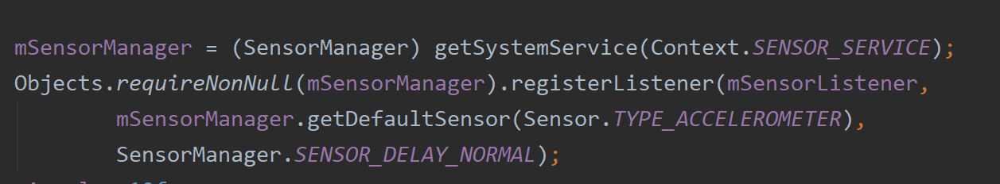 mSensorManager = (SensorManager) getSystemService(Context.SENSOR_SERVICE);
Objects.requireNonNull(mSensorManager).registerListener(mSensorListener,
mSensorManager.getDefaultSensor(Sensor.TYPE_ACCELEROMETER),
SensorManager.SENSOR_DELAY_NORMAL);